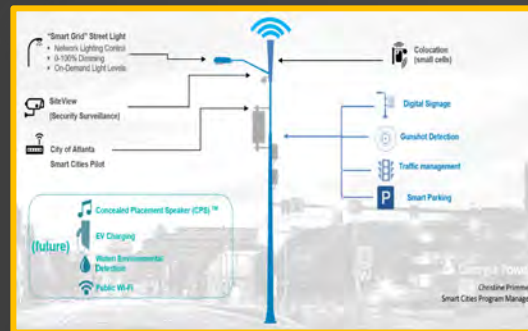 "Smart Grid" Street Light
• Network Lighting Control
• 0-100% Dimming
• On-Demand Light Levels
SiteView
(Security Surveillance)
City of Atlanta
Smart Cities Pilot
Colocation
(small cells)
Digital Signage
Gunshot Detection
Traffic management
P
Smart Parking
(future)
Concealed Placement Speaker (CPS) ™
EV Charging
Water/Environmental
Detection
Public Wi-Fi
Georgia Power
Smart Cities Program Manager